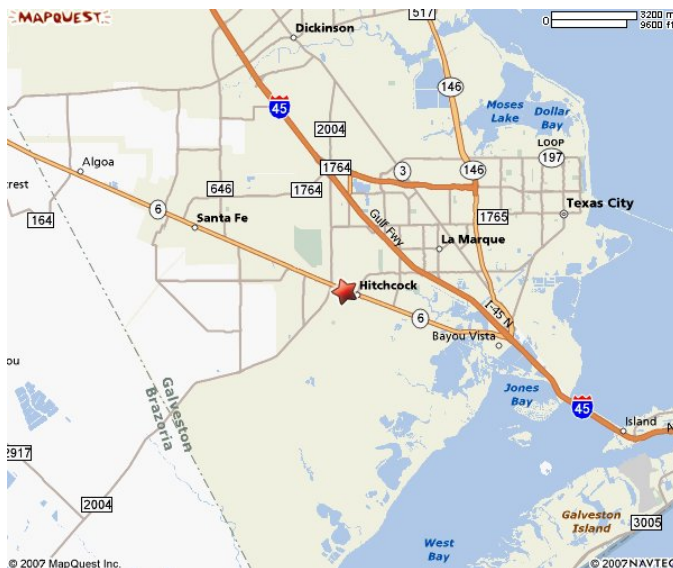 MAPQUEST
517
0
3200 m
9600 ft
Dickinson
45
146
Moses
Lake
Dollar
Bay
2004
LOOP
197
Algoa
1764
3
146
crest
646
1764
164
6
Santa Fe
Gulf Fwy
1765
Texas City
La Marque
Hitchcock
I-45 N
6
Bayou Vista
ou
Galveston
Brazoria
Jones
Bay
45
Island
N
2917
2004
Galveston
Island
3005
West
Bay
© 2007 MapQuest Inc.
© 2007 NAVTEQ